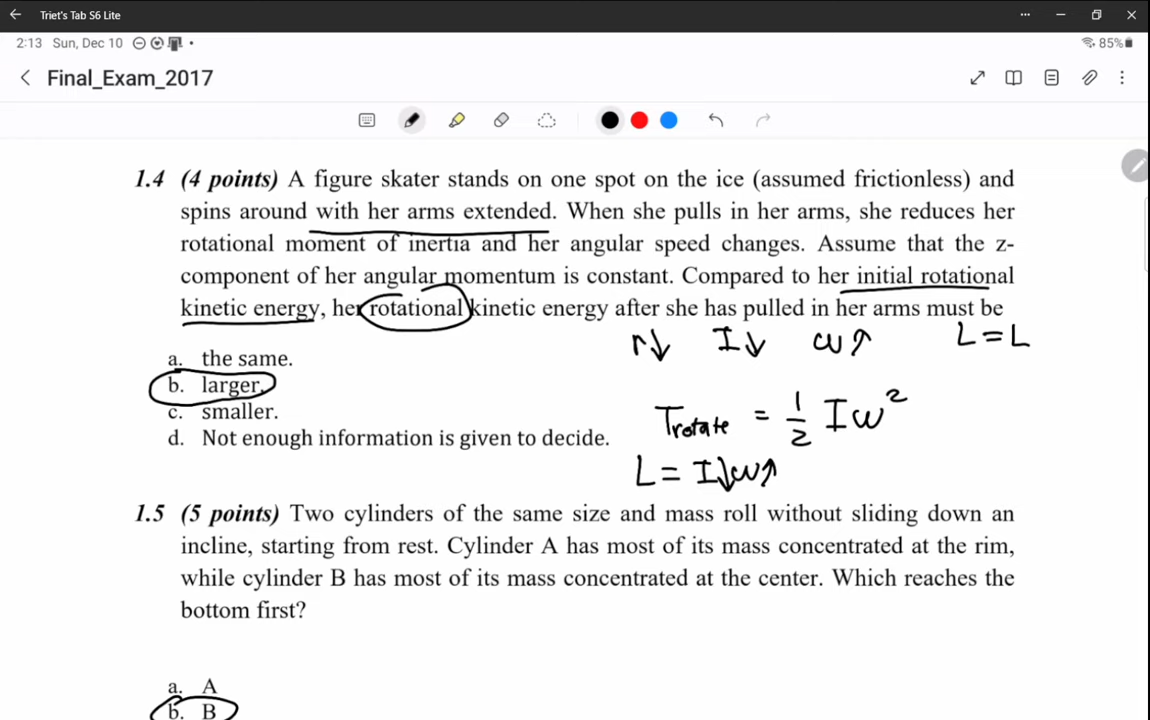 Triet's Tab S6 Lite
2:13 Sun, Dec 10
85%
Final_Exam_2017
1.4 (4 points) A figure skater stands on one spot on the ice (assumed frictionless) and
spins around with her arms extended. When she pulls in her arms, she reduces her
rotational moment of inertia and her angular speed changes. Assume that the z-
component of her angular momentum is constant. Compared to her initial rotational
kinetic energy, her rotational kinetic energy after she has pulled in her arms must be
r↓ I↓ ω↑ L = L
a. the same.
b. larger.
c. smaller.
d. Not enough information is given to decide.
Trotate = 1/2 Iω²
L = I↓ω↑
1.5 (5 points) Two cylinders of the same size and mass roll without sliding down an
incline, starting from rest. Cylinder A has most of its mass concentrated at the rim,
while cylinder B has most of its mass concentrated at the center. Which reaches the
bottom first?
a. A
b. B